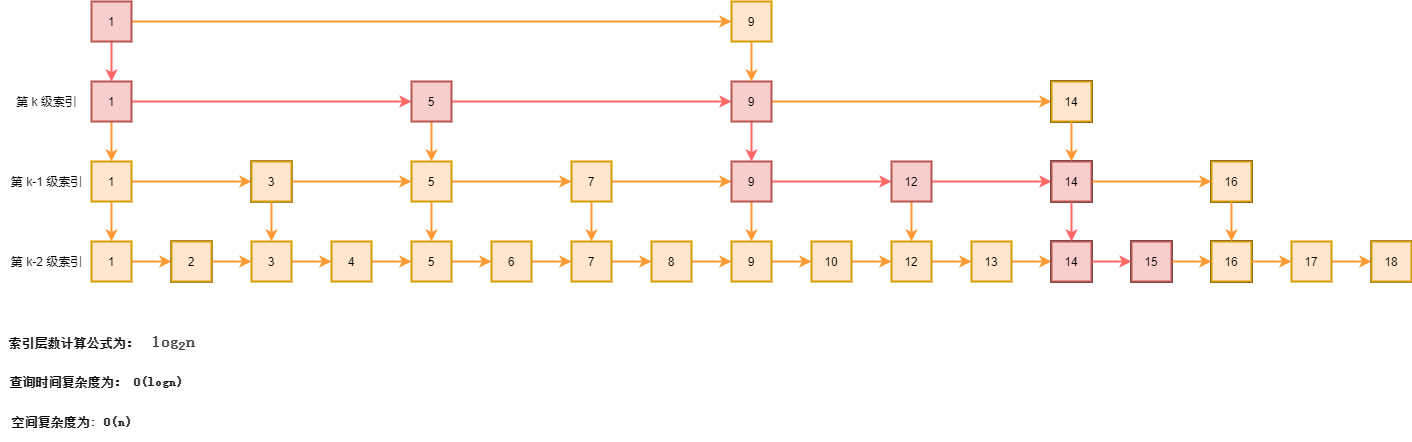 1 9
第 k 级索引 1 5 9 14
第 k-1 级索引 1 3 5 7 9 12 14 16
第 k-2 级索引 1 2 3 4 5 6 7 8 9 10 12 13 14 15 16 17 18
索引层数计算公式为： log₂n
查询时间复杂度为： O(logn)
空间复杂度为: O(n)